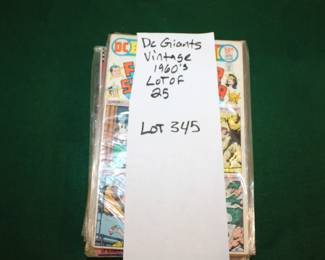 Dc Giants
Vintage
1960's
LoT of
25
LoT 345
DC